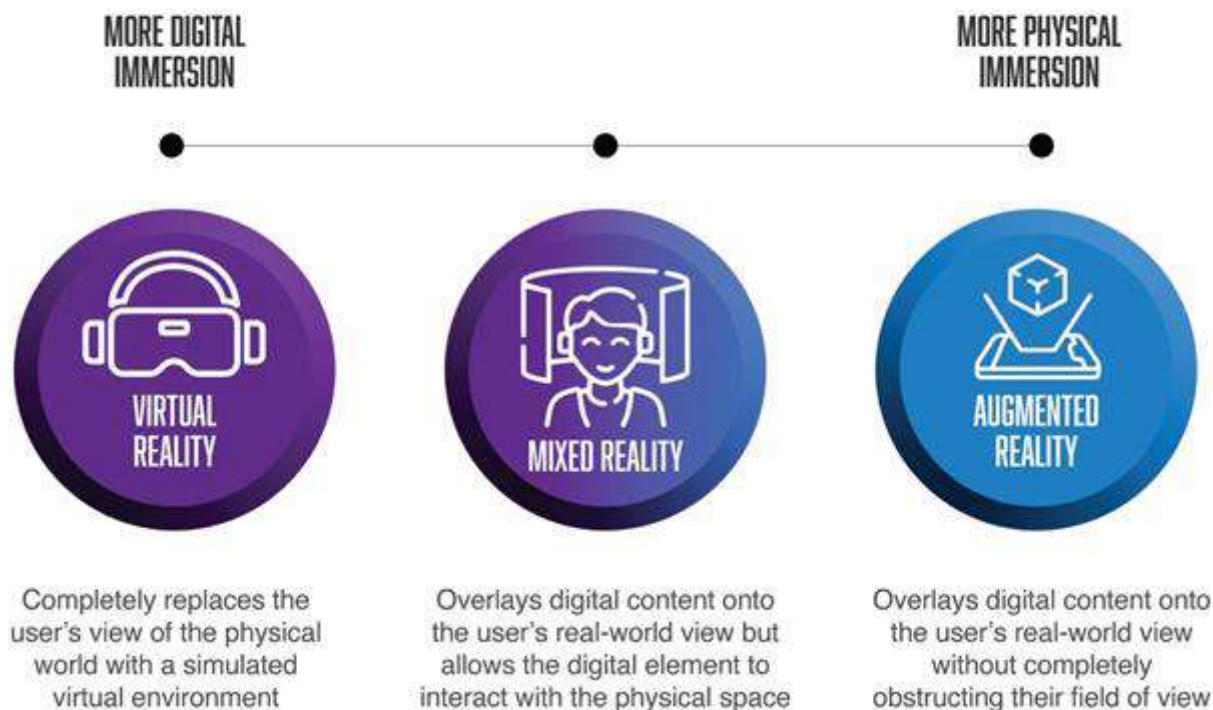 MORE DIGITAL
IMMERSION
MORE PHYSICAL
IMMERSION
VIRTUAL
REALITY
MIXED REALITY
AUGMENTED
REALITY
Completely replaces the
user's view of the physical
world with a simulated
virtual environment
Overlays digital content onto
the user's real-world view but
allows the digital element to
interact with the physical space
Overlays digital content onto
the user's real-world view
without completely
obstructing their field of view